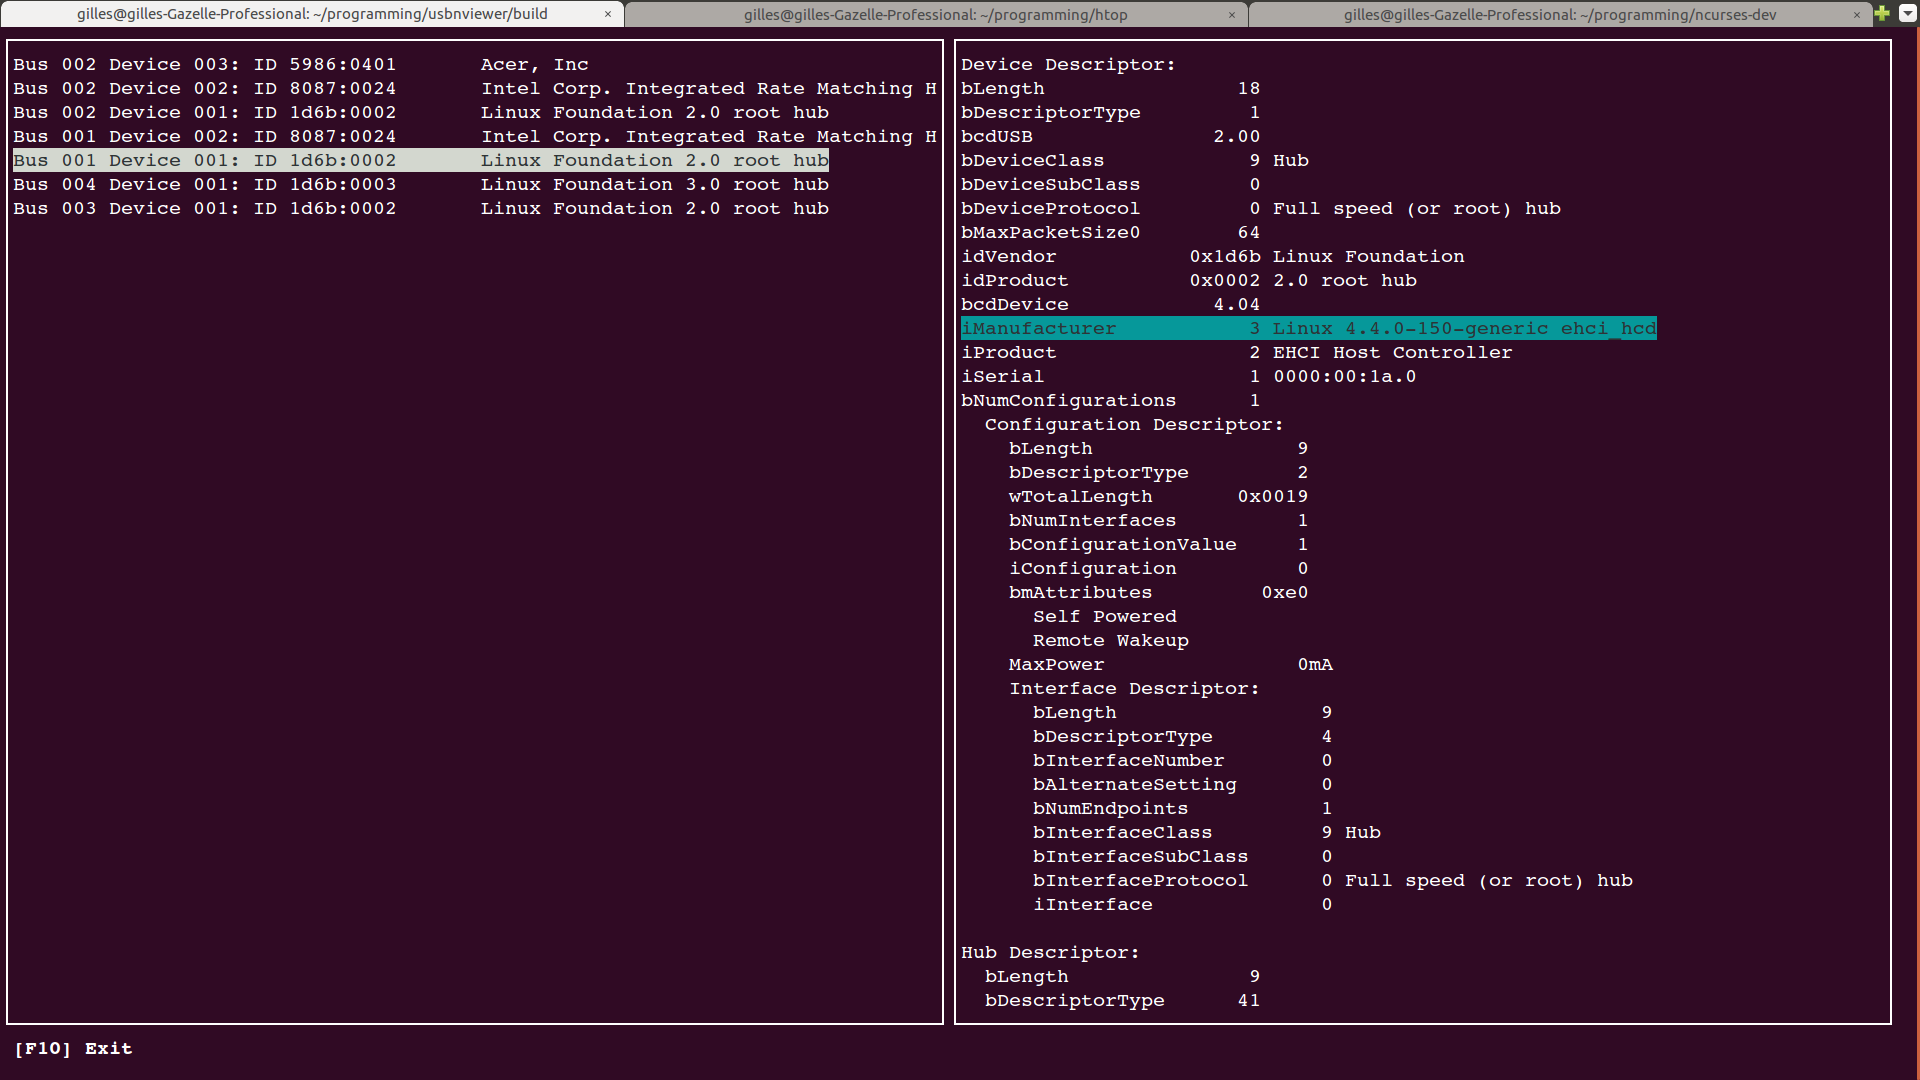 gilles@gilles-Gazelle-Professional: ~/programming/usbnviewer/build × gilles@gilles-Gazelle-Professional: ~/programming/htop × gilles@gilles-Gazelle-Professional: ~/programming/ncurses-dev ×
Bus 002 Device 003: ID 5986:0401 Acer, Inc
Bus 002 Device 002: ID 8087:0024 Intel Corp. Integrated Rate Matching H
Bus 002 Device 001: ID 1d6b:0002 Linux Foundation 2.0 root hub
Bus 001 Device 002: ID 8087:0024 Intel Corp. Integrated Rate Matching H
Bus 001 Device 001: ID 1d6b:0002 Linux Foundation 2.0 root hub
Bus 004 Device 001: ID 1d6b:0003 Linux Foundation 3.0 root hub
Bus 003 Device 001: ID 1d6b:0002 Linux Foundation 2.0 root hub
Device Descriptor:
bLength 18
bDescriptorType 1
bcdUSB 2.00
bDeviceClass 9 Hub
bDeviceSubClass 0
bDeviceProtocol 0 Full speed (or root) hub
bMaxPacketSize0 64
idVendor 0x1d6b Linux Foundation
idProduct 0x0002 2.0 root hub
bcdDevice 4.04
iManufacturer 3 Linux 4.4.0-150-generic ehci_hcd
iProduct 2 EHCI Host Controller
iSerial 1 0000:00:1a.0
bNumConfigurations 1
Configuration Descriptor:
bLength 9
bDescriptorType 2
wTotalLength 0x0019
bNumInterfaces 1
bConfigurationValue 1
iConfiguration 0
bmAttributes 0xe0
Self Powered
Remote Wakeup
MaxPower 0mA
Interface Descriptor:
bLength 9
bDescriptorType 4
bInterfaceNumber 0
bAlternateSetting 0
bNumEndpoints 1
bInterfaceClass 9 Hub
bInterfaceSubClass 0
bInterfaceProtocol 0 Full speed (or root) hub
iInterface 0
Hub Descriptor:
bLength 9
bDescriptorType 41
[F10] Exit